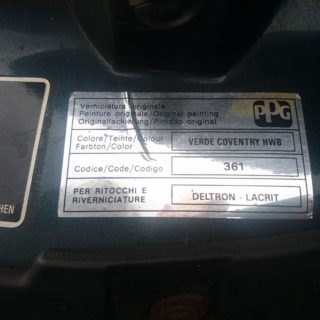 Verniciatura originale
Peinture originale/Original painting
Originallackierung/Pintado original
PPG
Colore/Teinte/Colour
Farbton/Color
VERDE COVENTRY HWB
Codice/Code/Codigo
361
PER RITOCCHI E
RIVERNICIATURE
DELTRON - LACRIT
HEN